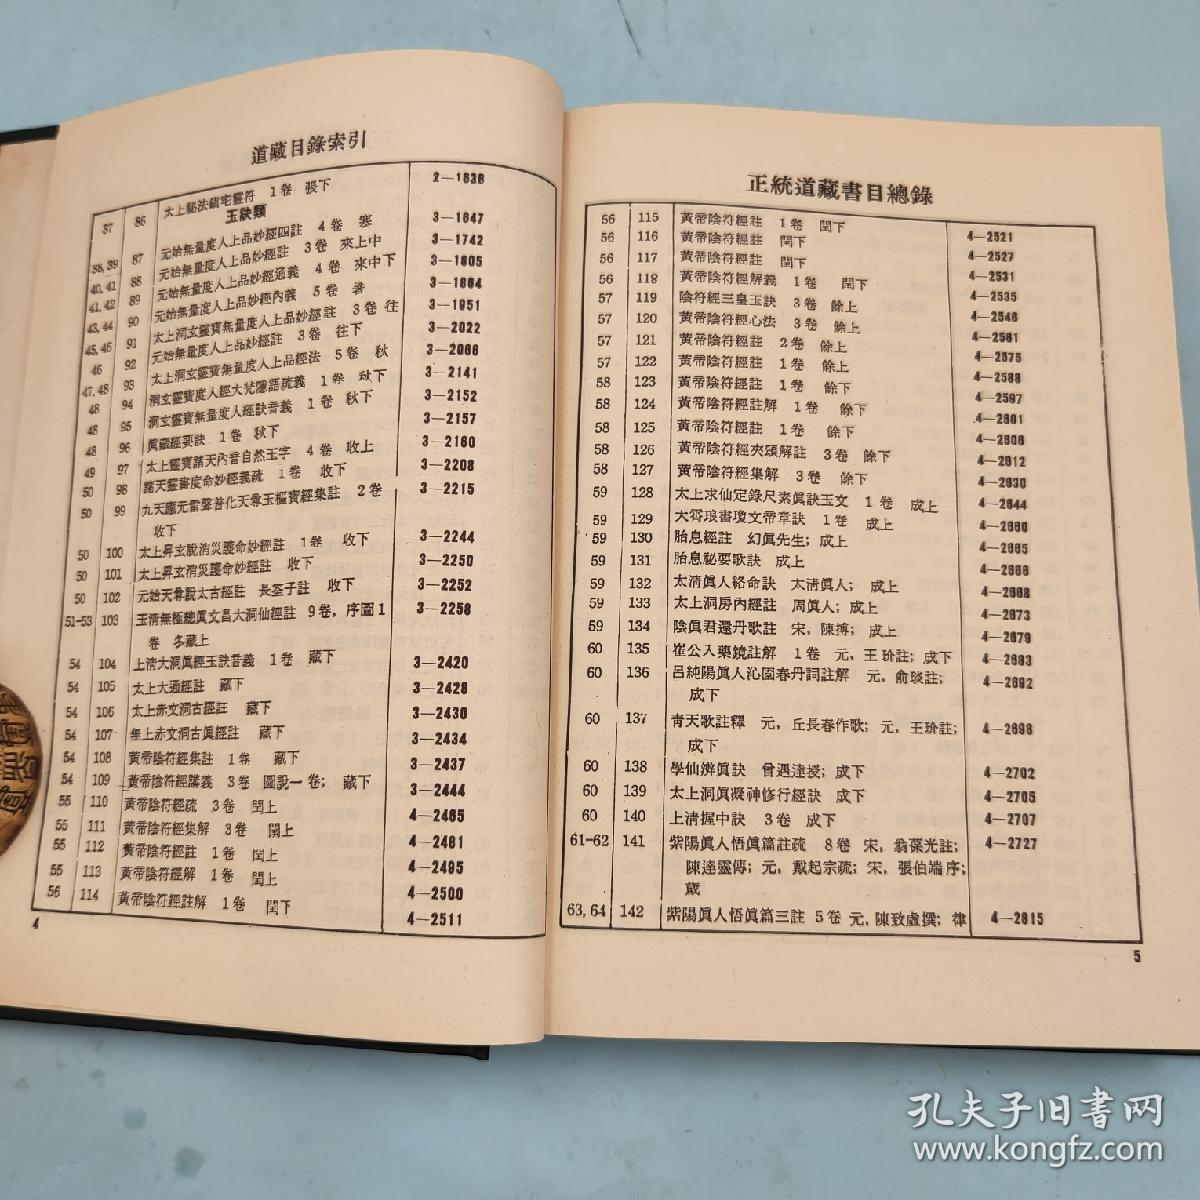 道藏目錄索引
37 86 太上祕法鎮宅靈符 1卷 張下 2—1836
玉訣類
38,39 87 元始無量度人上品妙經四註 4卷 寒 3—1647
40,41 88 元始無量度人上品妙經註 3卷 來上中 3—1742
41,42 89 元始無量度人上品妙經通義 4卷 來中下 3—1805
43,44 90 元始無量度人上品妙經內義 5卷 暑 3—1864
45,46 91 太上洞玄靈寶無量度人上品妙經註 3卷 往 3—1951
46 92 元始無量度人上品妙經註 3卷 往下 3—2022
47,48 93 太上洞玄靈寶無量度人上品經法 5卷 秋 3—2066
48 94 洞玄靈寶度人經大梵隱語疏義 1卷 秋下 3—2141
48 95 洞玄靈寶無量度人經訣音義 1卷 秋下 3—2152
48 96 眞藏經要訣 1卷 秋下 3—2157
49 97 太上靈寶諸天內音自然玉字 4卷 收上 3—2160
50 98 諸天靈書度命妙經義疏 1卷 收下 3—2208
50 99 九天應元雷聲普化天尊玉樞寶經集註 2卷 3—2215
收下
50 100 太上昇玄說消災護命妙經註 1卷 收下 3—2244
50 101 太上昇玄消災護命妙經註 收下 3—2250
50 102 元始天尊說太古經註 長筌子註 收下 3—2252
51—53 103 玉淸無極總眞文昌大洞仙經註 9卷，序圖1 3—2258
卷 冬藏上
54 104 上淸大洞眞經玉訣音義 1卷 藏下 3—2420
54 105 太上大通經註 藏下 3—2428
54 106 太上赤文洞古經註 藏下 3—2430
54 107 無上赤文洞古眞經註 藏下 3—2434
54 108 黃帝陰符經集註 1卷 藏下 3—2437
54 109 黃帝陰符經講義 3卷 圖說一卷；藏下 3—2444
55 110 黃帝陰符經疏 3卷 閏上 4—2465
55 111 黃帝陰符經集解 3卷 閏上 4—2481
55 112 黃帝陰符經註 1卷 閏上 4—2495
55 113 黃帝陰符經解 1卷 閏上 4—2500
56 114 黃帝陰符經註解 1卷 閏下 4—2511
4
正統道藏書目總錄
56 115 黃帝陰符經註 1卷 閏下 4—2521
56 116 黃帝陰符經註 閏下 4—2527
56 117 黃帝陰符經註 閏下 4—2531
56 118 黃帝陰符經解義 1卷 閏下 4—2535
57 119 陰符經三皇玉訣 3卷 餘上 4—2546
57 120 黃帝陰符經心法 3卷 餘上 4—2561
57 121 黃帝陰符經註 2卷 餘上 4—2575
57 122 黃帝陰符經註 1卷 餘上 4—2588
58 123 黃帝陰符經註 1卷 餘下 4—2597
58 124 黃帝陰符經註解 1卷 餘下 4—2601
58 125 黃帝陰符經註 1卷 餘下 4—2606
58 126 黃帝陰符經夾頌解註 3卷 餘下 4—2612
58 127 黃帝陰符經集解 3卷 餘下 4—2630
59 128 太上求仙定錄尺素眞訣玉文 1卷 成上 4—2644
59 129 太霄琅書瓊文帝章訣 1卷 成上 4—2660
59 130 胎息經註 幻眞先生；成上 4—2665
59 131 胎息祕要歌訣 成上 4—2666
59 132 太淸眞人絡命訣 太淸眞人；成上 4—2668
59 133 太上洞房內經註 周眞人；成上 4—2673
59 134 陰眞君還丹歌註 宋，陳摶；成上 4—2679
60 135 崔公入藥鏡註解 1卷 元，王玠註；成下 4—2683
60 136 呂純陽眞人沁園春丹詞註解 元，俞琰註； 4—2692
成下
60 137 靑天歌註釋 元，丘長春作歌；元，王玠註； 4—2698
成下
60 138 學仙辨眞訣 曾遇達授；成下 4—2702
60 139 太上洞眞凝神修行經訣 成下 4—2705
60 140 上淸握中訣 3卷 成下 4—2707
61—62 141 紫陽眞人悟眞篇註疏 8卷 宋，翁葆光註； 4—2727
陳達靈傳；元，戴起宗疏；宋，張伯端序；
歲
63,64 142 紫陽眞人悟眞篇三註 5卷 元，陳致虛撰；律 4—2815
5
孔夫子旧书网
www.kongfz.com